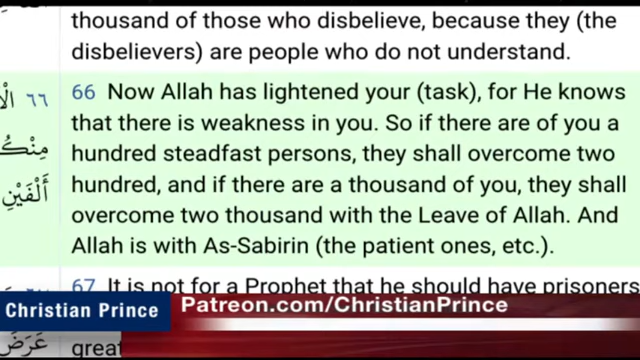 thousand of those who disbelieve, because they (the
disbelievers) are people who do not understand.
٦٦ 66 Now Allah has lightened your (task), for He knows
that there is weakness in you. So if there are of you a
hundred steadfast persons, they shall overcome two
hundred, and if there are a thousand of you, they shall
أَلْفَيْنِ overcome two thousand with the Leave of Allah. And
Allah is with As-Sabirin (the patient ones, etc.).
67 It is not for a Prophet that he should have prisoners
Christian Prince
Patreon.com/ChristianPrince
عَرَضَ great